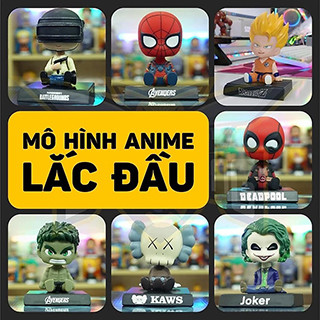 BATTLEGROUNDS
AVENGERS
MÔ HÌNH ANIME
LẮC ĐẦU
DEADPOOL
AVENGERS
KAWS
Joker